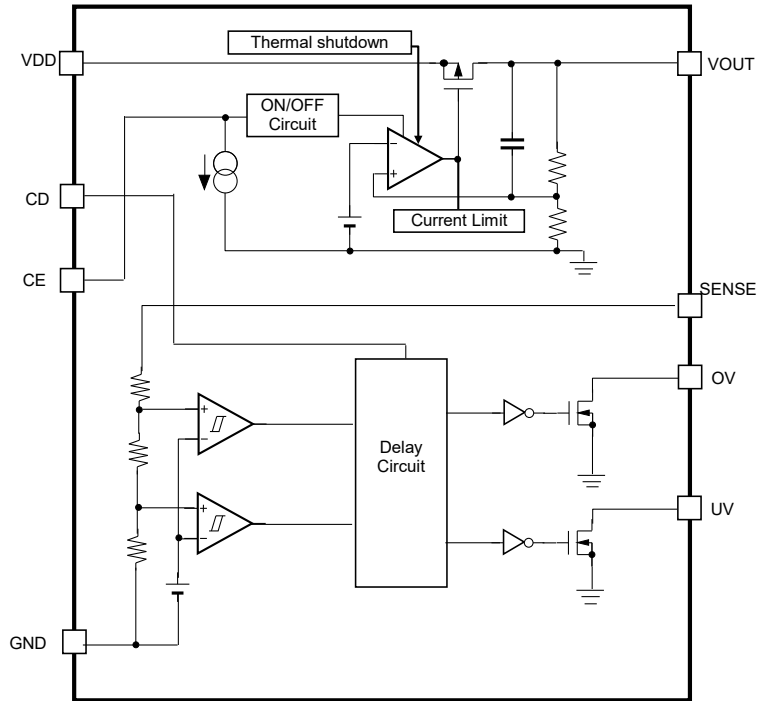 Thermal shutdown
VDD
VOUT
ON/OFF
Circuit
−
+
CD
Current Limit
CE
SENSE
OV
+
−
Delay
Circuit
+
−
UV
GND